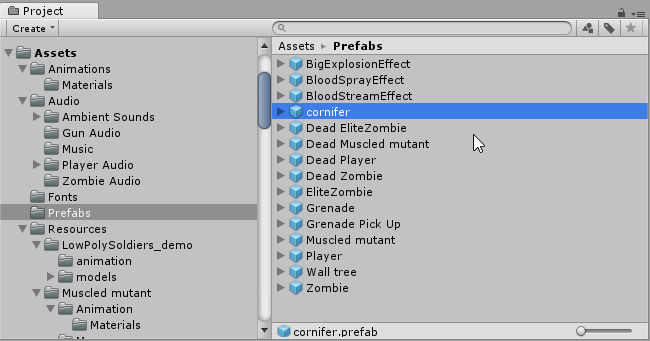 Project
Create
Assets
Animations
Materials
Audio
Ambient Sounds
Gun Audio
Music
Player Audio
Zombie Audio
Fonts
Prefabs
Resources
LowPolySoldiers_demo
animation
models
Muscled mutant
Animation
Materials
Assets Prefabs
BigExplosionEffect
BloodSprayEffect
BloodStreamEffect
cornifer
Dead EliteZombie
Dead Muscled mutant
Dead Player
Dead Zombie
EliteZombie
Grenade
Grenade Pick Up
Muscled mutant
Player
Wall tree
Zombie
cornifer.prefab